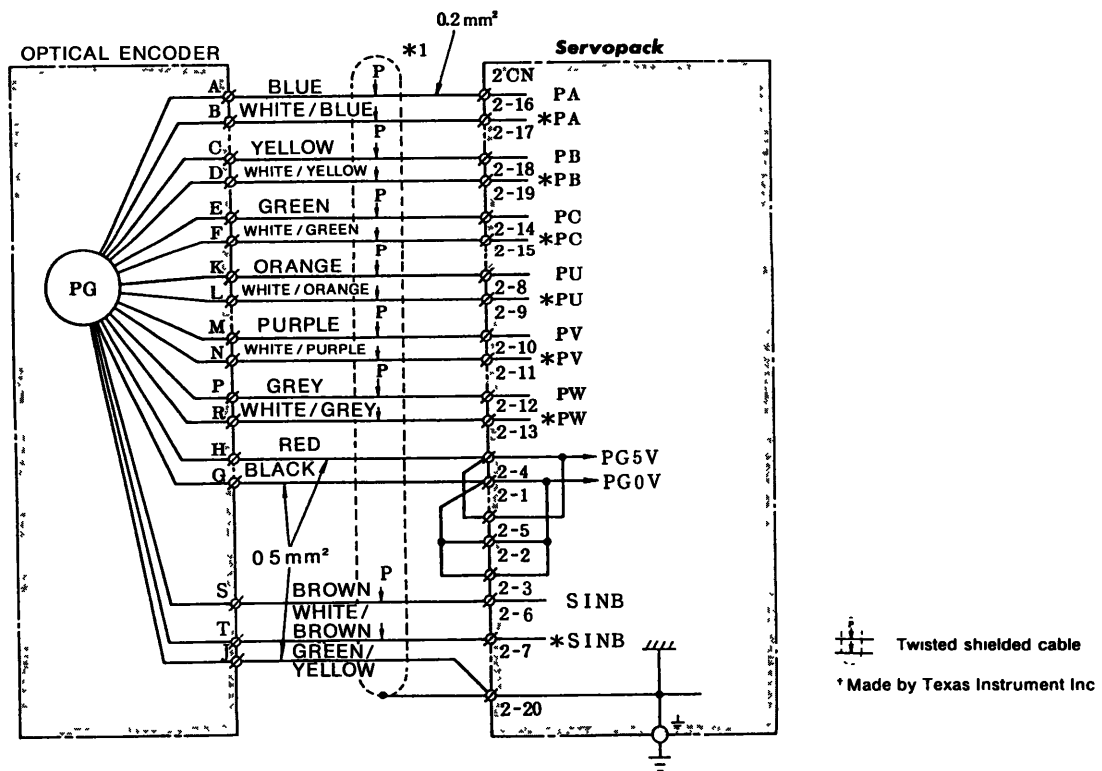 0.2 mm²
OPTICAL ENCODER
*1
Servopack
P
2CN
A BLUE 2-16 PA
B WHITE / BLUE 2-17 *PA
P
C YELLOW 2-18 PB
D WHITE / YELLOW 2-19 *PB
P
E GREEN 2-14 PC
F WHITE / GREEN 2-15 *PC
P
K ORANGE 2-8 PU
L WHITE / ORANGE 2-9 *PU
P
M PURPLE 2-10 PV
N WHITE / PURPLE 2-11 *PV
P
P GREY 2-12 PW
R WHITE / GREY 2-13 *PW
PG
H RED 2-4 PG5V
G BLACK 2-1 PG0V
2-5
2-2
0 5 mm²
2-3
P
S BROWN 2-6 SINB
T WHITE / BROWN 2-7 *SINB
J GREEN / YELLOW
2-20
P
Twisted shielded cable
†Made by Texas Instrument Inc